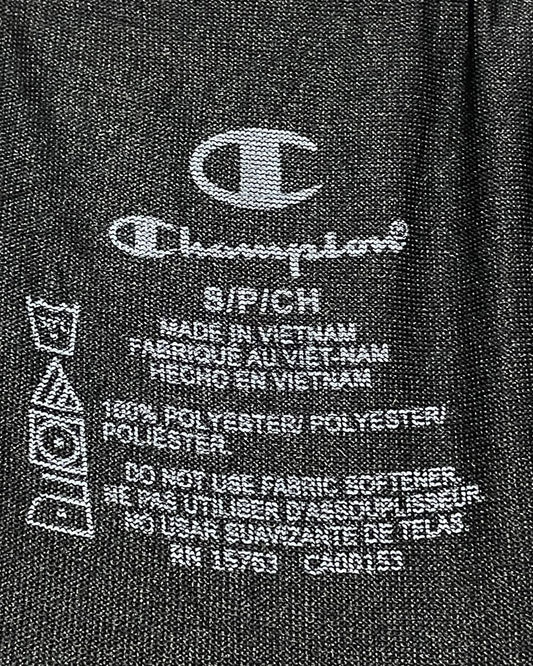 Champion®
S/P/CH
MADE IN VIETNAM
FABRIQUÉ AU VIET-NAM
HECHO EN VIETNAM
100% POLYESTER/ POLYESTER/
POLIESTER.
DO NOT USE FABRIC SOFTENER.
NE PAS UTILISER D'ASSOUPLISSEUR.
NO USAR SUAVIZANTE DE TELAS.
RN 15763 CA00153